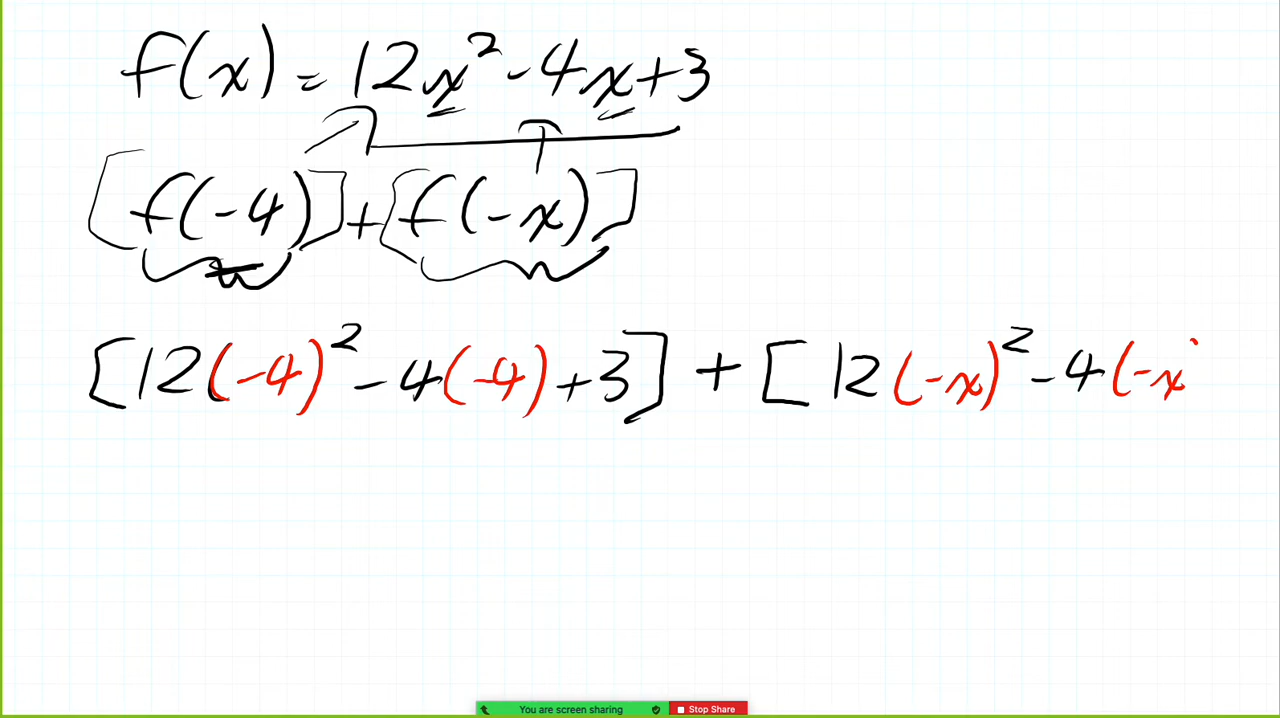 f(x) = 12x² - 4x + 3
[f(-4)] + [f(-x)]
[12(-4)² - 4(-4) + 3] + [12(-x)² - 4(-x
You are screen sharing Stop Share